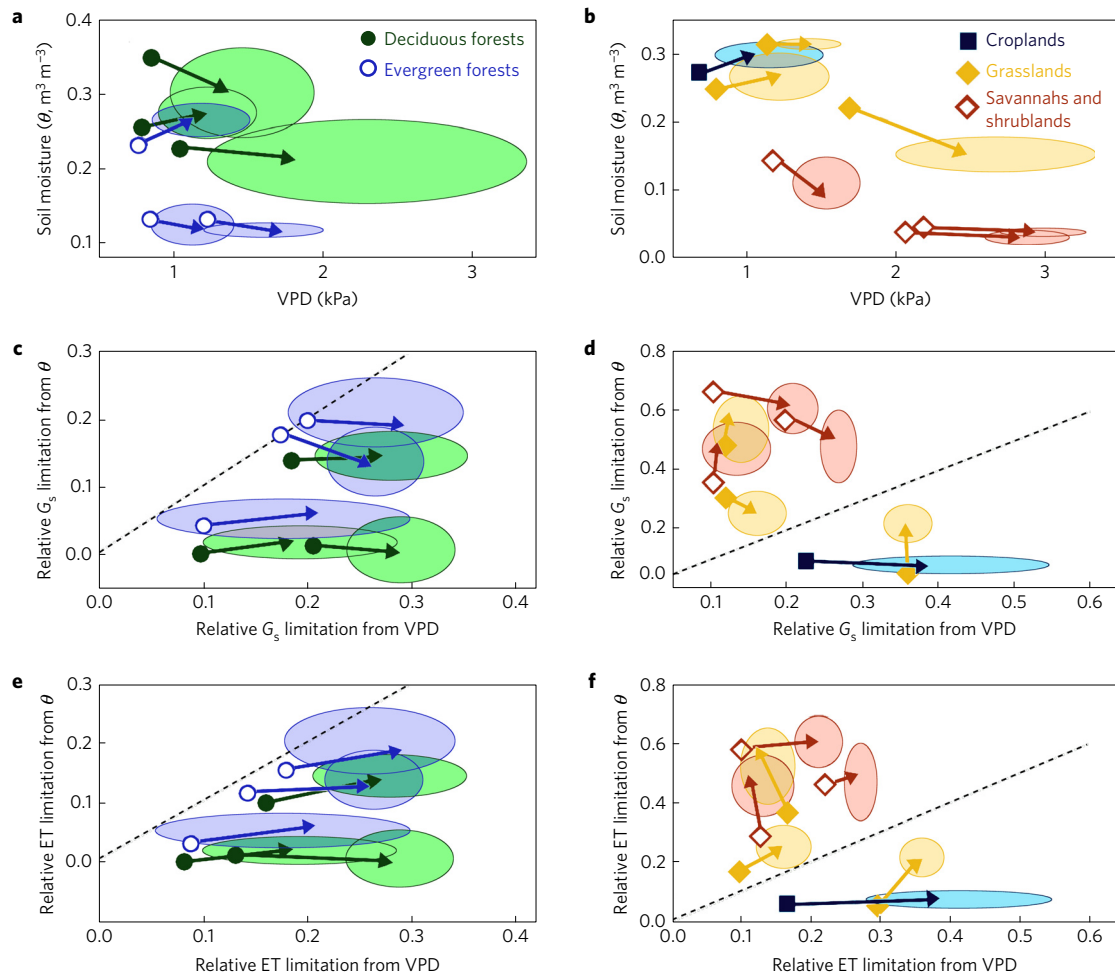 a
Deciduous forests
Evergreen forests
Soil moisture (θ, m³ m⁻³)
0.4
0.3
0.2
0.1
1
2
3
VPD (kPa)
b
Croplands
Grasslands
Savannahs and
shrublands
Soil moisture (θ, m³ m⁻³)
0.3
0.2
0.1
0.0
1
2
3
VPD (kPa)
c
Relative Gₛ limitation from θ
0.3
0.2
0.1
0.0
0.0
0.1
0.2
0.3
0.4
Relative Gₛ limitation from VPD
d
Relative Gₛ limitation from θ
0.8
0.6
0.4
0.2
0.0
0.1
0.2
0.3
0.4
0.5
0.6
Relative Gₛ limitation from VPD
e
Relative ET limitation from θ
0.3
0.2
0.1
0.0
0.0
0.1
0.2
0.3
0.4
Relative ET limitation from VPD
f
Relative ET limitation from θ
0.8
0.6
0.4
0.2
0.0
0.0
0.1
0.2
0.3
0.4
0.5
0.6
Relative ET limitation from VPD